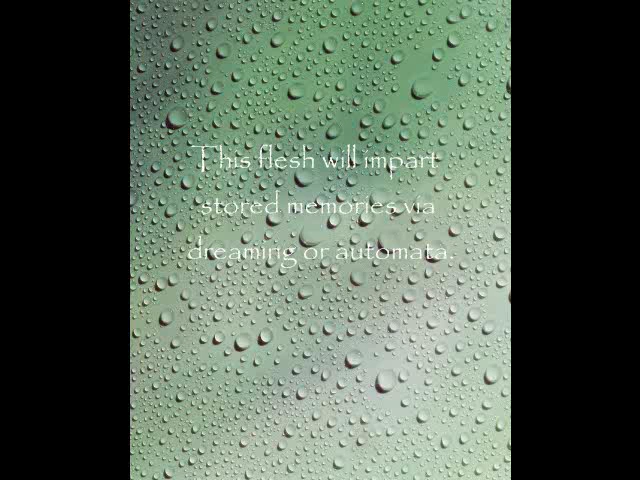 This flesh will impart
stored memories via
dreaming or automata.